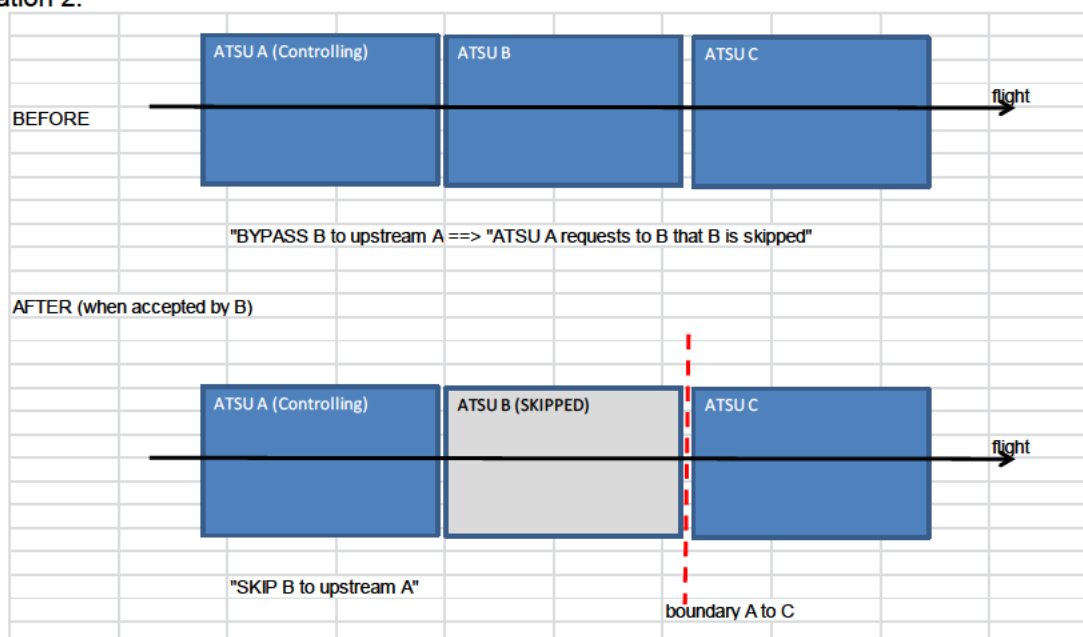 ATSU A (Controlling) ATSU B ATSU C
flight
BEFORE
"BYPASS B to upstream A ==> "ATSU A requests to B that B is skipped"
AFTER (when accepted by B)
ATSU A (Controlling) ATSU B (SKIPPED) ATSU C
flight
"SKIP B to upstream A"
boundary A to C